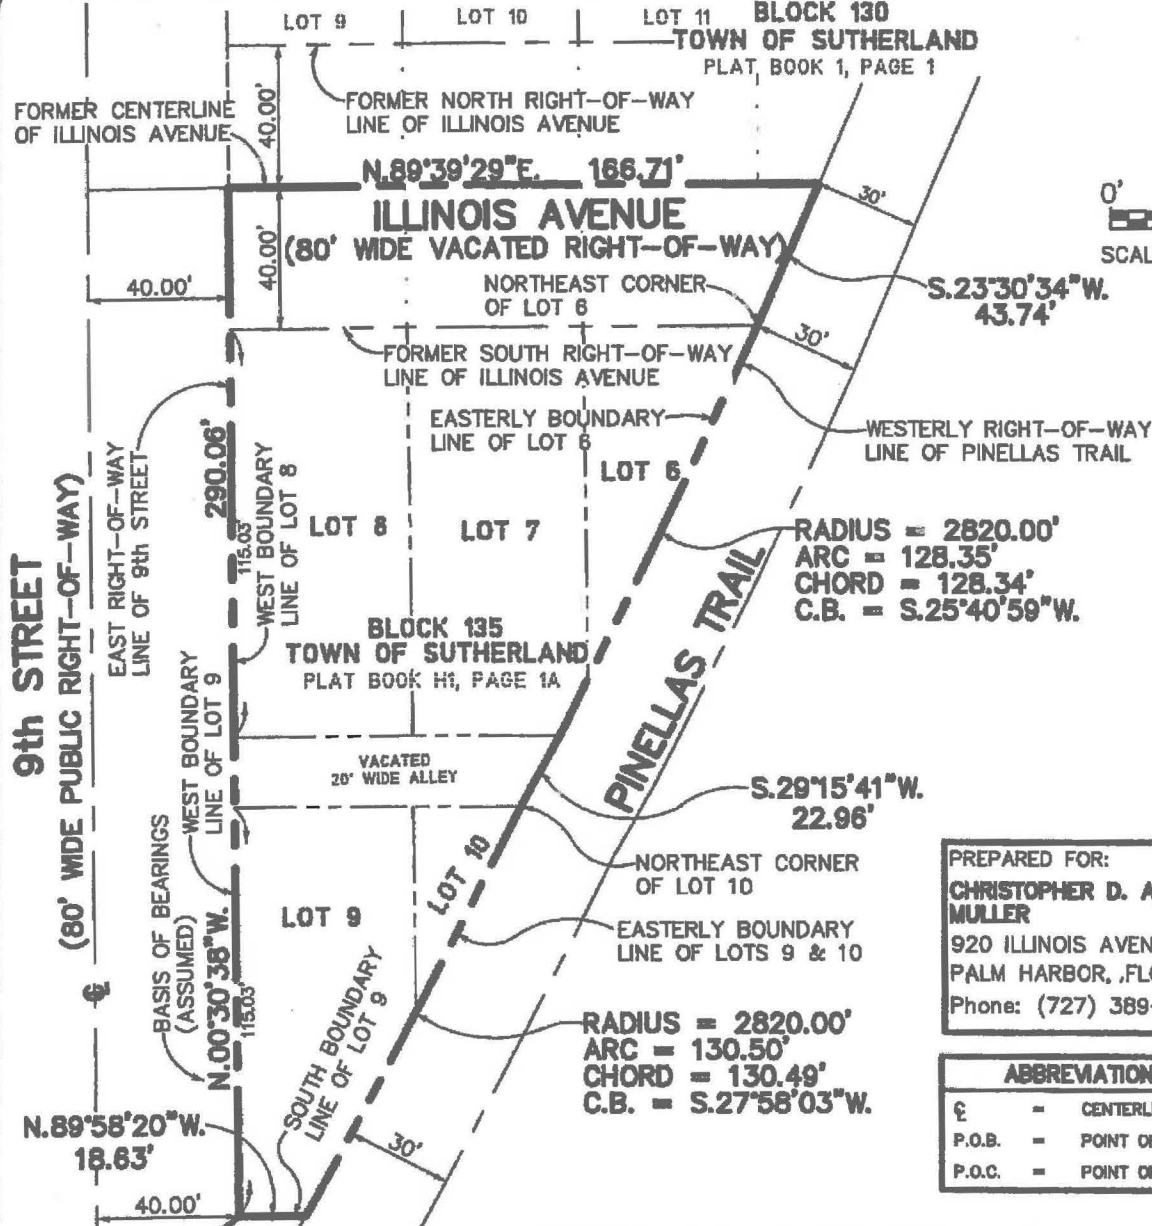 LOT 9
LOT 10
LOT 11
BLOCK 130
TOWN OF SUTHERLAND
PLAT BOOK 1, PAGE 1
FORMER CENTERLINE
OF ILLINOIS AVENUE
40.00'
FORMER NORTH RIGHT-OF-WAY
LINE OF ILLINOIS AVENUE
N.89°39'29"E. 166.71'
30'
0'
ILLINOIS AVENUE
(80' WIDE VACATED RIGHT-OF-WAY)
40.00'
40.00'
NORTHEAST CORNER
OF LOT 6
S.23°30'34"W.
43.74'
30'
FORMER SOUTH RIGHT-OF-WAY
LINE OF ILLINOIS AVENUE
EASTERLY BOUNDARY
LINE OF LOT 6
WESTERLY RIGHT-OF-WAY
LINE OF PINELLAS TRAIL
LOT 6
9th STREET
(80' WIDE PUBLIC RIGHT-OF-WAY)
EAST RIGHT-OF-WAY
LINE OF 9th STREET
290.06'
115.03'
WEST BOUNDARY
LINE OF LOT 8
LOT 8
LOT 7
RADIUS = 2820.00'
ARC = 128.35'
CHORD = 128.34'
C.B. = S.25°40'59"W.
BLOCK 135
TOWN OF SUTHERLAND
PLAT BOOK H1, PAGE 1A
PINELLAS TRAIL
WEST BOUNDARY
LINE OF LOT 9
VACATED
20' WIDE ALLEY
S.29°15'41"W.
22.96'
NORTHEAST CORNER
OF LOT 10
LOT 10
LOT 9
EASTERLY BOUNDARY
LINE OF LOTS 9 & 10
BASIS OF BEARINGS
(ASSUMED)
N.00°30'38"W.
115.03'
SOUTH BOUNDARY
LINE OF LOT 9
RADIUS = 2820.00'
ARC = 130.50'
CHORD = 130.49'
C.B. = S.27°58'03"W.
N.89°58'20"W.
18.63'
30'
40.00'
PREPARED FOR:
CHRISTOPHER D.
MULLER
920 ILLINOIS
PALM HARBOR,
Phone: (727) 389-
℄ =
P.O.B. = POINT
P.O.C. = POINT